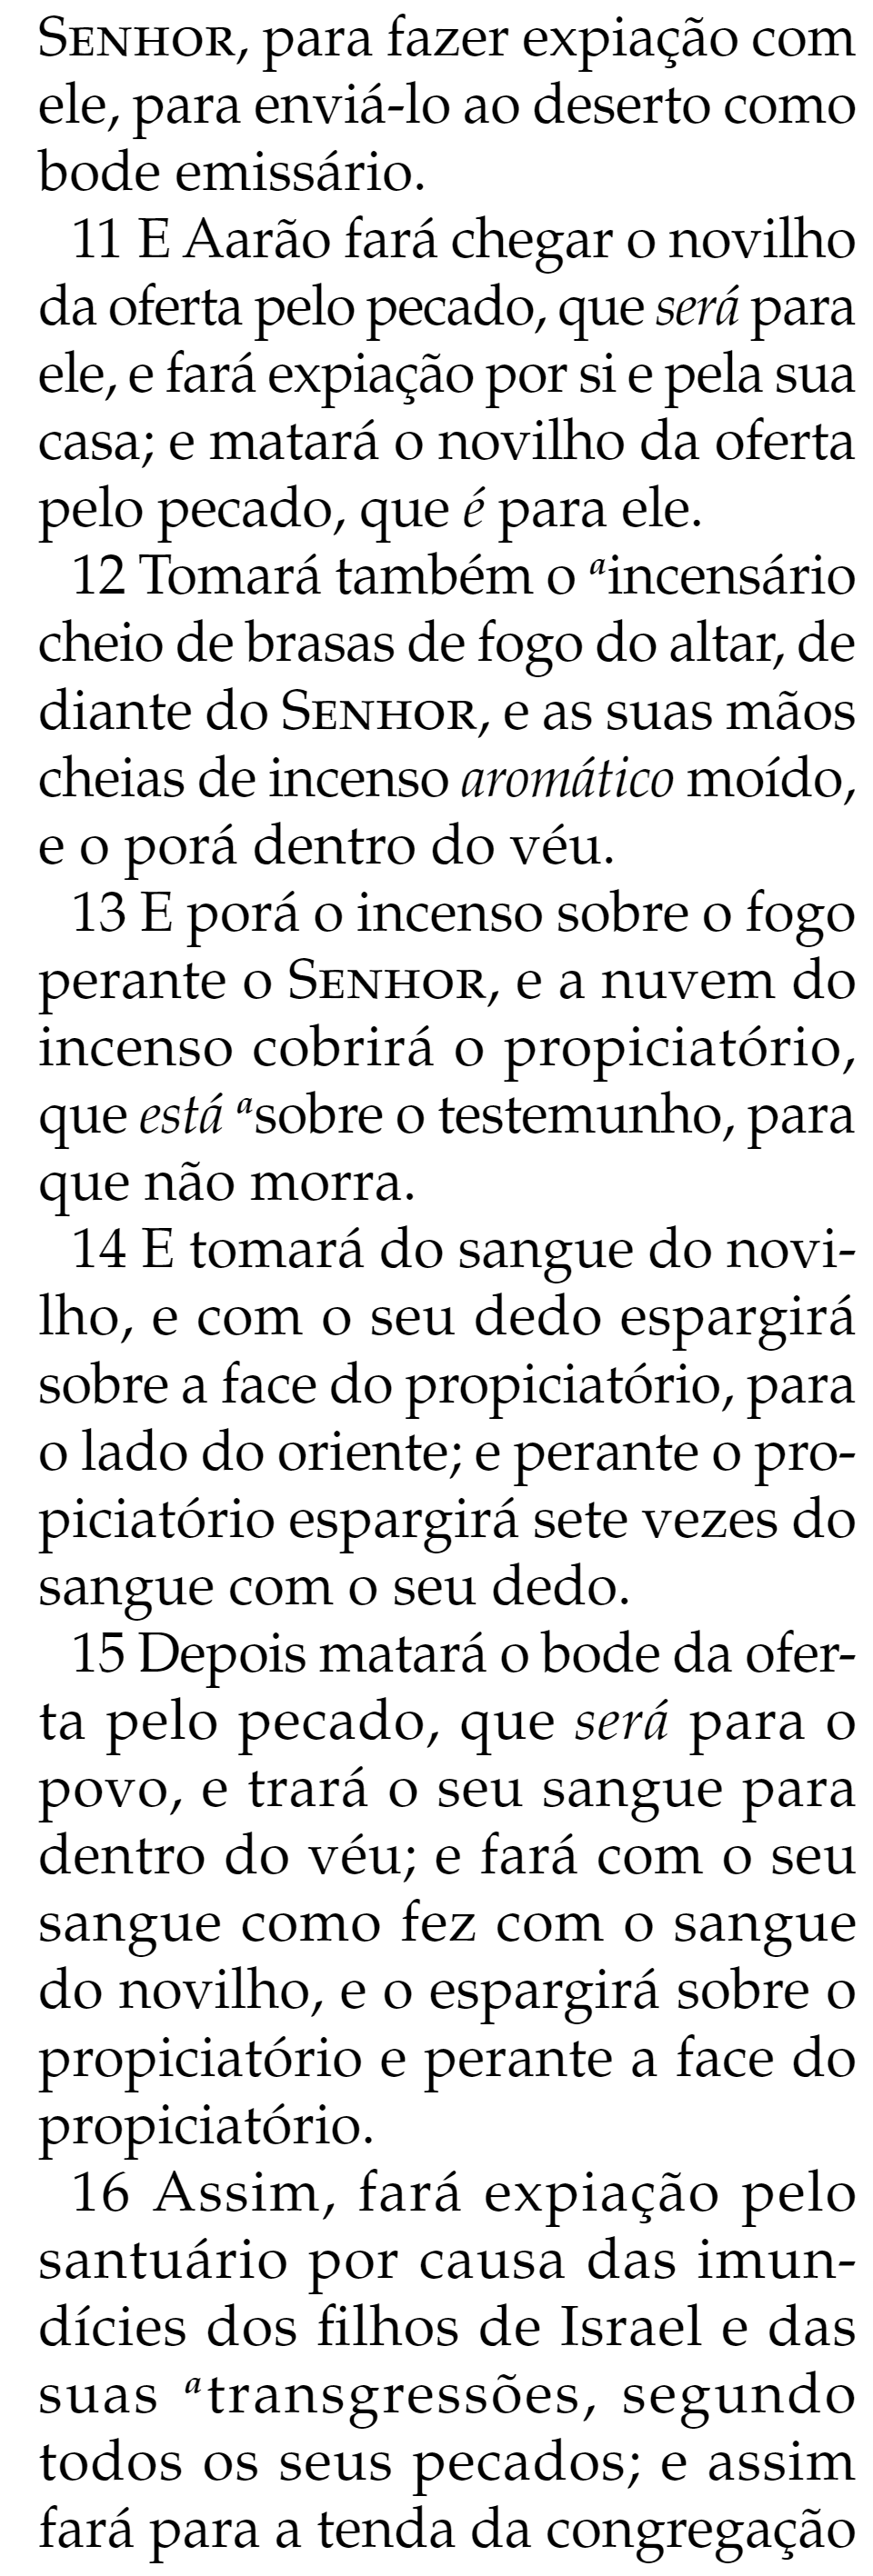 SENHOR, para fazer expiação com
ele, para enviá-lo ao deserto como
bode emissário.
11 E Aarão fará chegar o novilho
da oferta pelo pecado, que será para
ele, e fará expiação por si e pela sua
casa; e matará o novilho da oferta
pelo pecado, que é para ele.
12 Tomará também o aincensário
cheio de brasas de fogo do altar, de
diante do SENHOR, e as suas mãos
cheias de incenso aromático moído,
e o porá dentro do véu.
13 E porá o incenso sobre o fogo
perante o SENHOR, e a nuvem do
incenso cobrirá o propiciatório,
que está asobre o testemunho, para
que não morra.
14 E tomará do sangue do novi-
lho, e com o seu dedo espargirá
sobre a face do propiciatório, para
o lado do oriente; e perante o pro-
piciatório espargirá sete vezes do
sangue com o seu dedo.
15 Depois matará o bode da ofer-
ta pelo pecado, que será para o
povo, e trará o seu sangue para
dentro do véu; e fará com o seu
sangue como fez com o sangue
do novilho, e o espargirá sobre o
propiciatório e perante a face do
propiciatório.
16 Assim, fará expiação pelo
santuário por causa das imun-
dícies dos filhos de Israel e das
suas atransgressões, segundo
todos os seus pecados; e assim
fará para a tenda da congregação